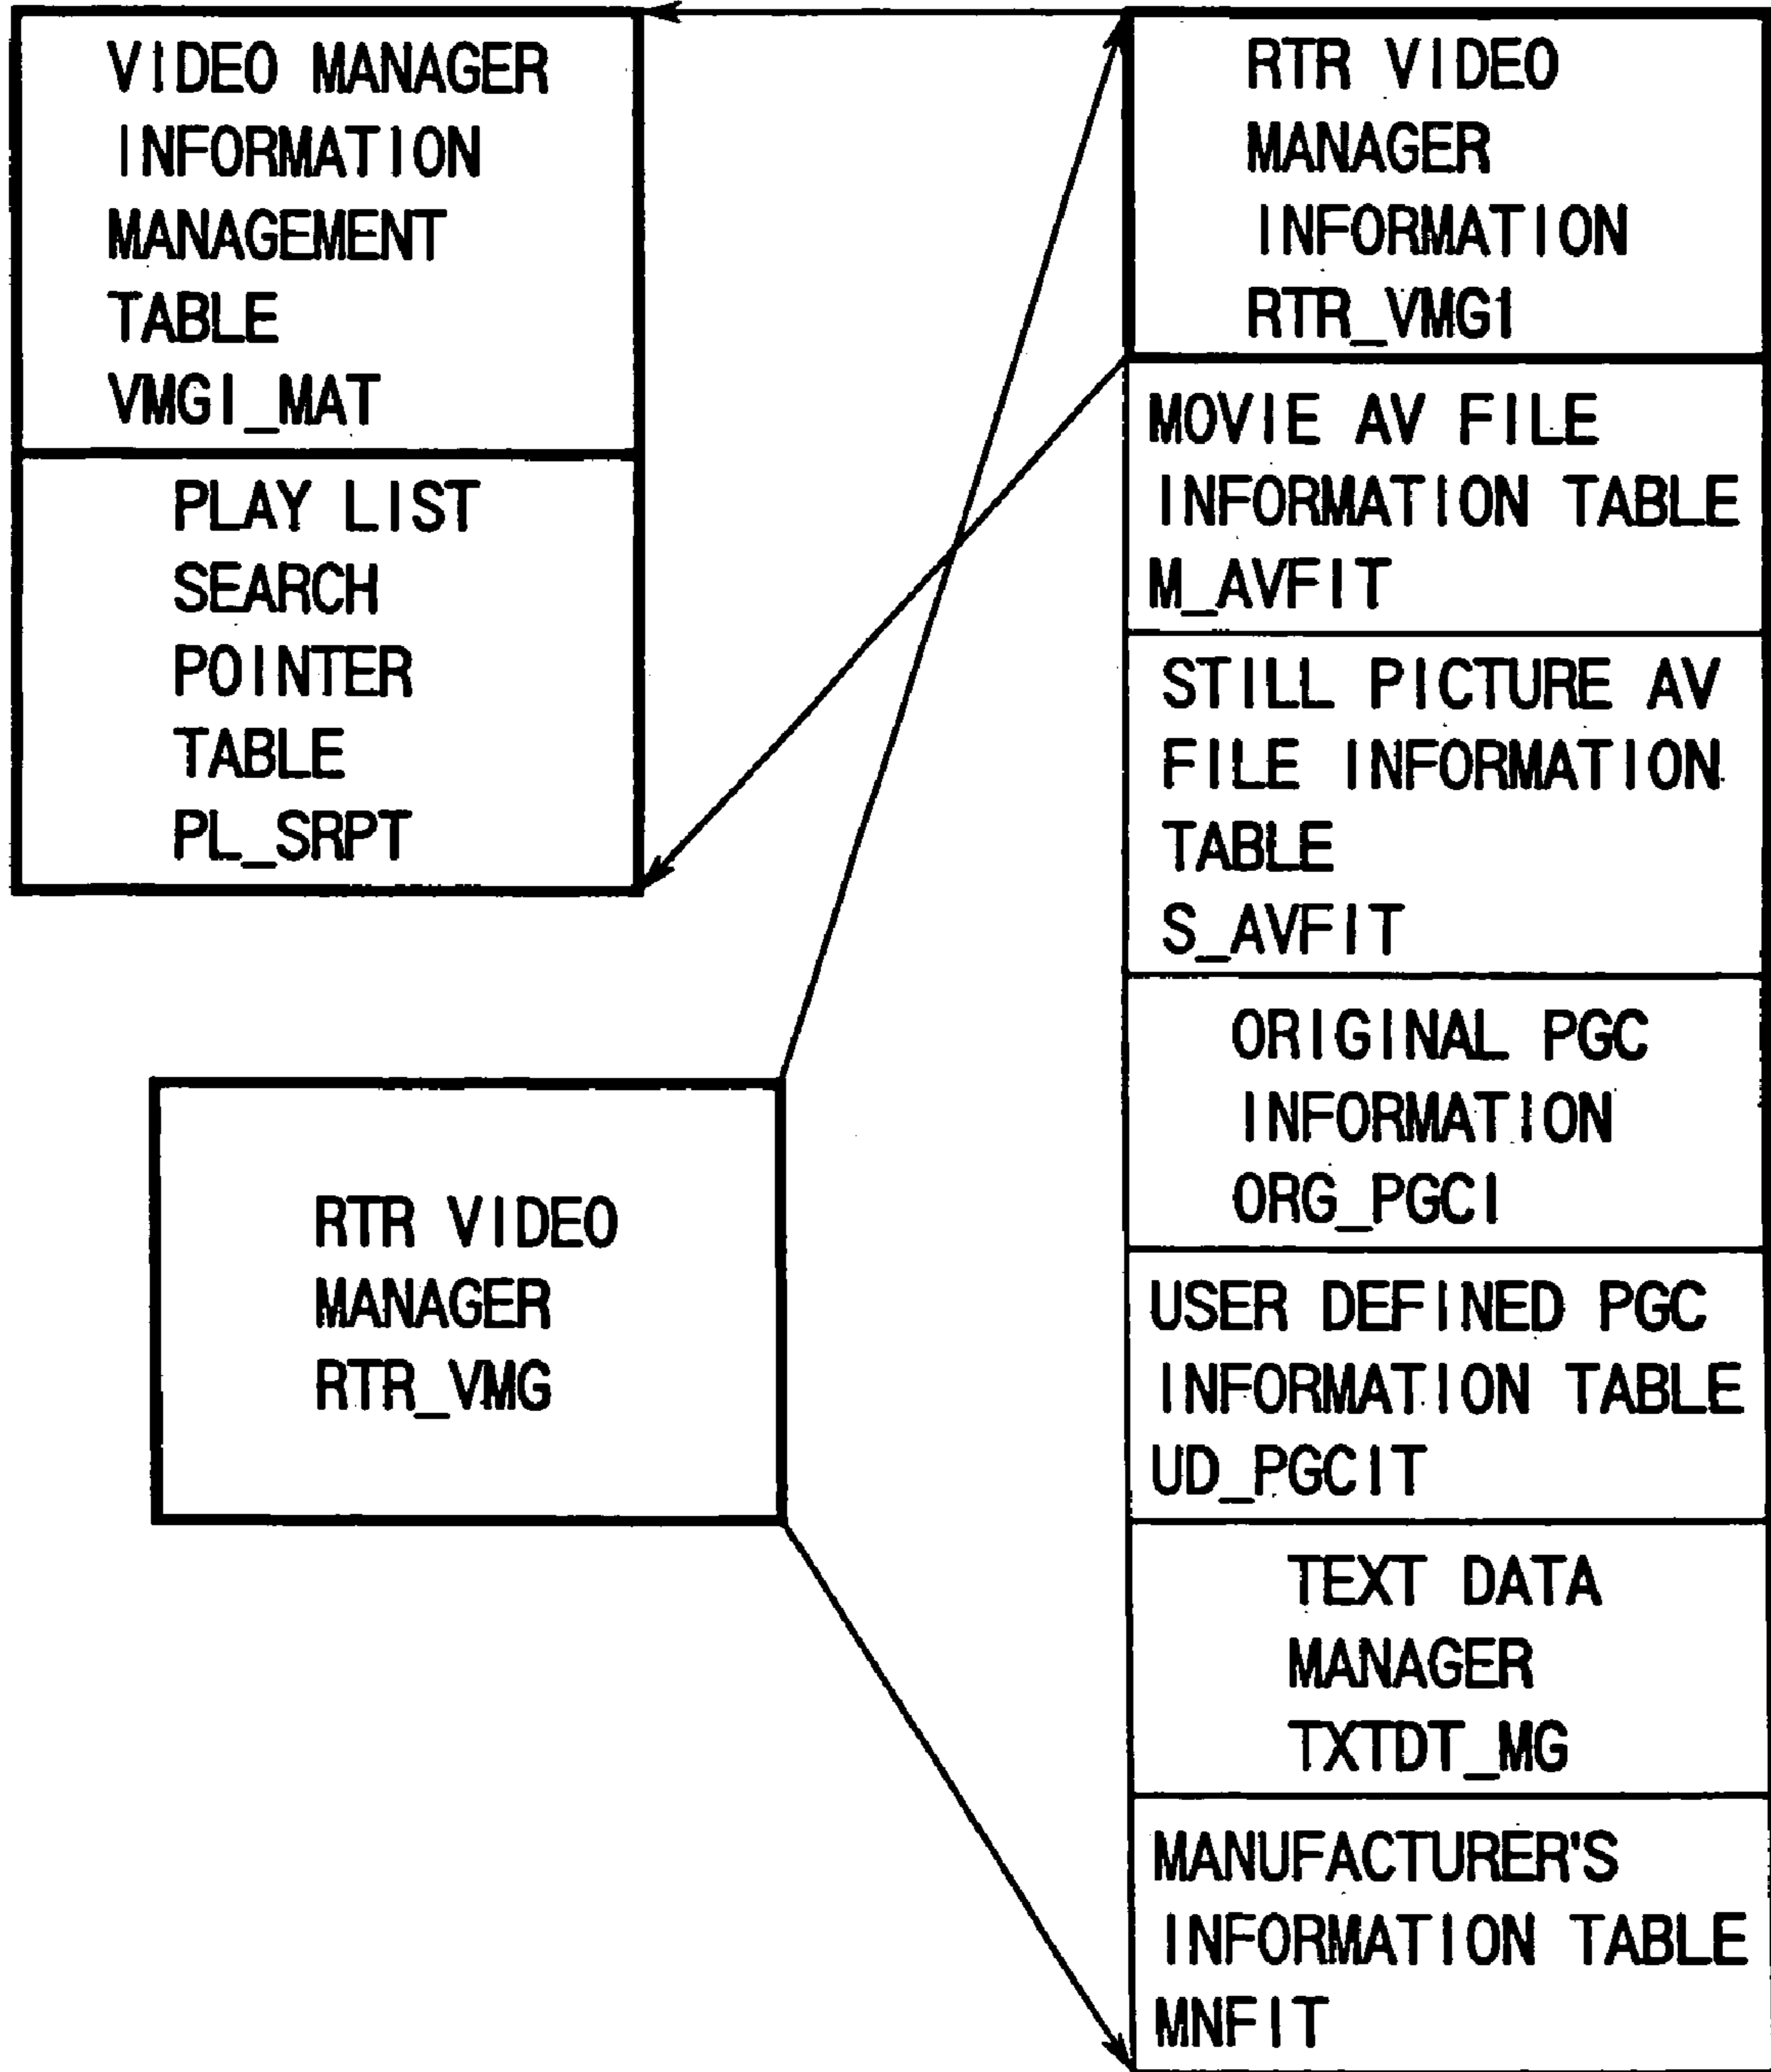 VIDEO MANAGER
INFORMATION
MANAGEMENT
TABLE
VMGI_MAT
PLAY LIST
SEARCH
POINTER
TABLE
PL_SRPT
RTR VIDEO
MANAGER
RTR_VMG
RTR VIDEO
MANAGER
INFORMATION
RTR_VMGI
MOVIE AV FILE
INFORMATION TABLE
M_AVFIT
STILL PICTURE AV
FILE INFORMATION
TABLE
S_AVFIT
ORIGINAL PGC
INFORMATION
ORG_PGCI
USER DEFINED PGC
INFORMATION TABLE
UD_PGCIT
TEXT DATA
MANAGER
TXTDT_MG
MANUFACTURER'S
INFORMATION TABLE
MNFIT